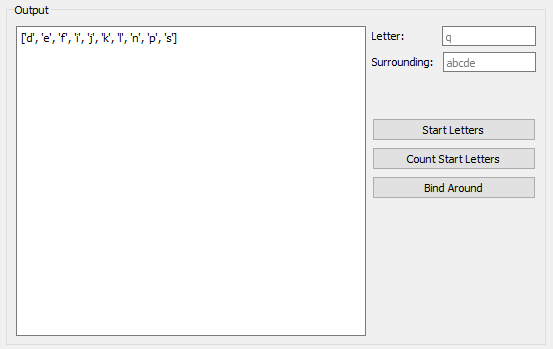 Output
['d', 'e', 'f', 'i', 'j', 'k', 'l', 'n', 'p', 's']
Letter: q
Surrounding: abcde
Start Letters
Count Start Letters
Bind Around